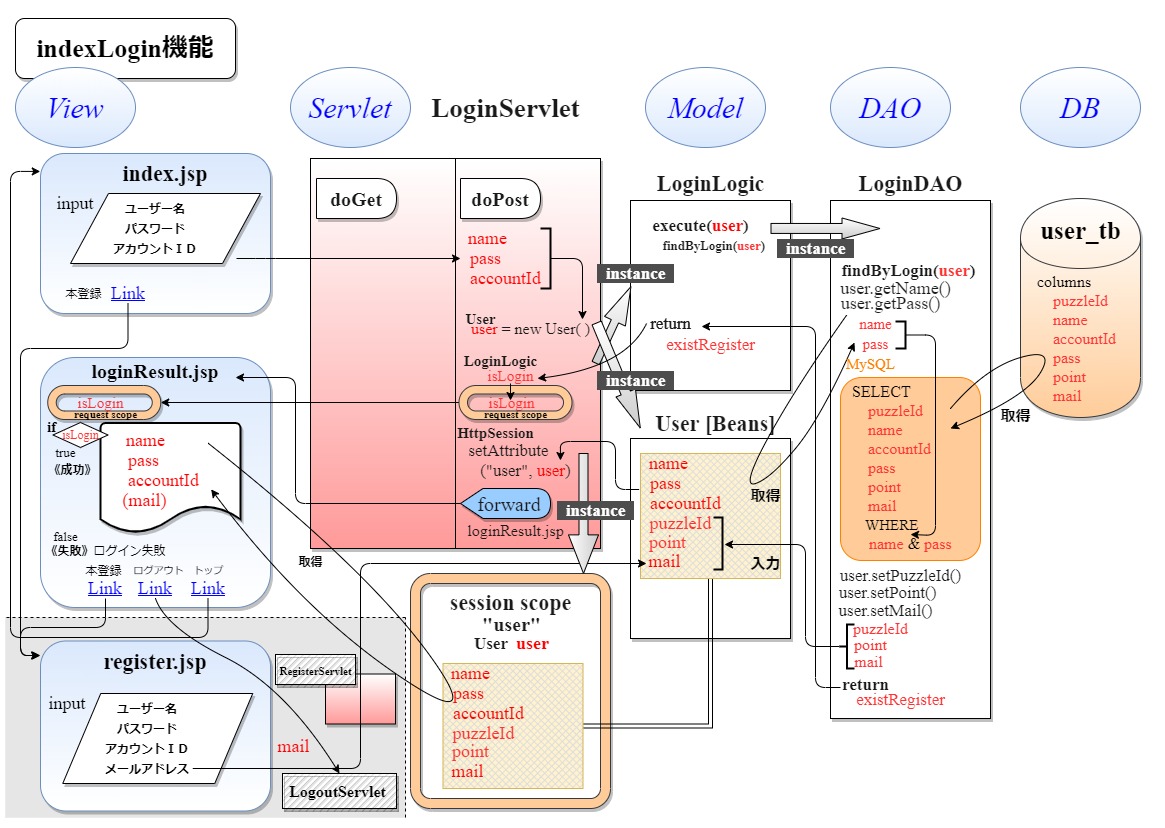 indexLogin機能
View
Servlet
LoginServlet
Model
DAO
DB
index.jsp
input
ユーザー名
パスワード
アカウントＩＤ
本登録 Link
loginResult.jsp
isLogin
request scope
if
isLogin
true
《成功》
name
pass
accountId
(mail)
false
《失敗》ログイン失敗
本登録 ログアウト トップ
Link Link Link
register.jsp
input
ユーザー名
パスワード
アカウントＩＤ
メールアドレス
mail
RegisterServlet
LogoutServlet
doGet
doPost
name
pass
accountId
User
user = new User( )
LoginLogic
isLogin
isLogin
request scope
HttpSession
setAttribute
("user", user)
forward
loginResult.jsp
取得
instance
instance
instance
instance
session scope
"user"
User user
name
pass
accountId
puzzleId
point
mail
LoginLogic
execute(user)
findByLogin(user)
return
existRegister
User [Beans]
name
pass
accountId
puzzleId
point
mail
取得
入力
LoginDAO
findByLogin(user)
user.getName()
user.getPass()
name
pass
MySQL
SELECT
puzzleId
name
accountId
pass
point
mail
WHERE
name & pass
user.setPuzzleId()
user.setPoint()
user.setMail()
puzzleId
point
mail
return
existRegister
user_tb
columns
puzzleId
name
accountId
pass
point
mail
取得